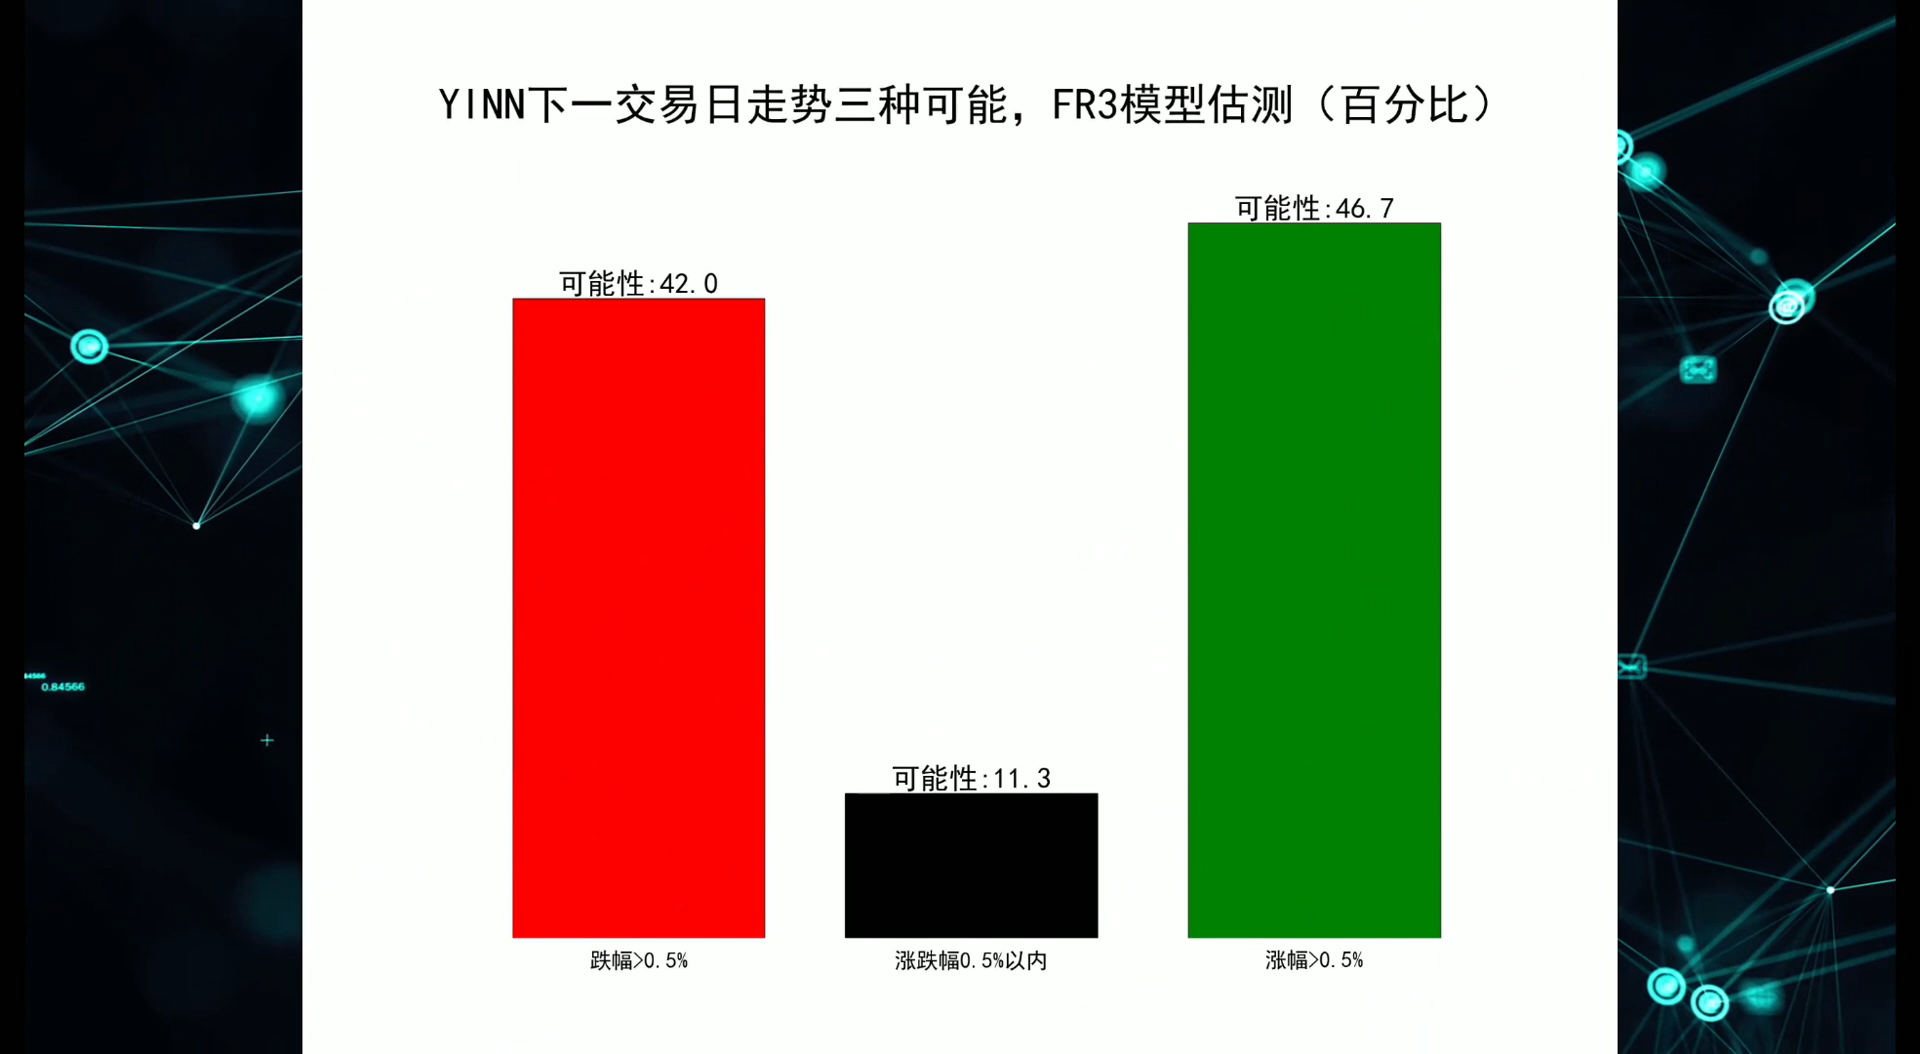 YINN下一交易日走势三种可能，FR3模型估测（百分比）
可能性:46.7
可能性:42.0
可能性:11.3
跌幅>0.5%
涨跌幅0.5%以内
涨幅>0.5%
84566
0.84566